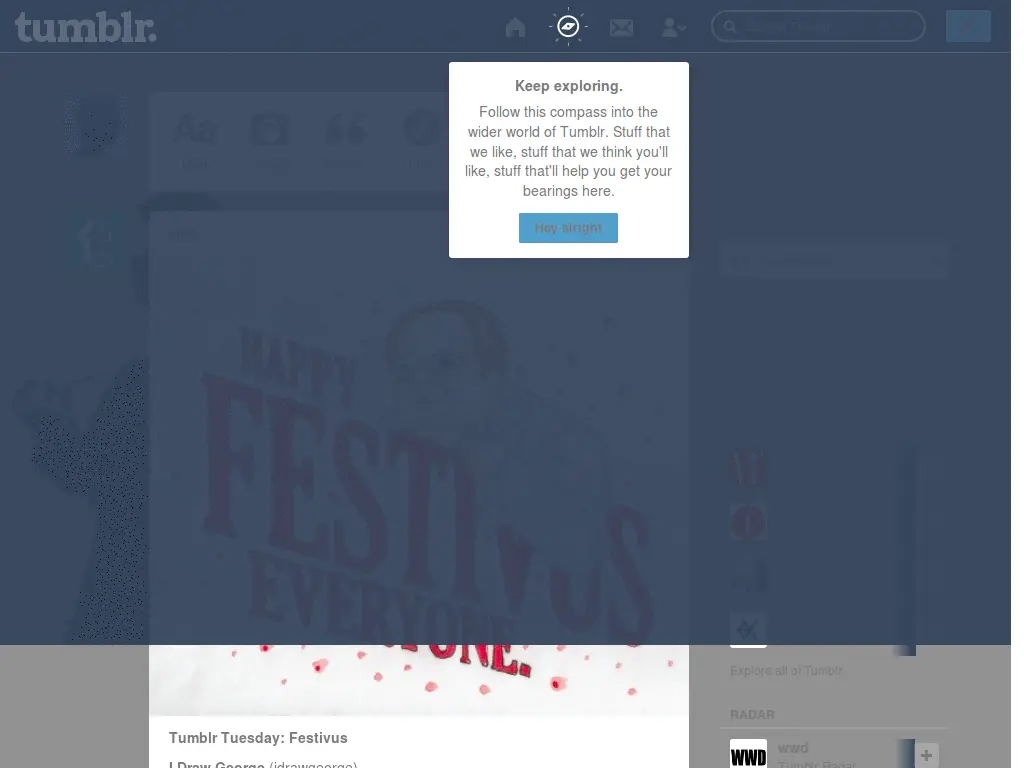 tumblr.
Keep exploring.
Follow this compass into the
wider world of Tumblr. Stuff that
we like, stuff that we think you'll
like, stuff that'll help you get your
bearings here.
Hey alright
Aa
HAPPY
FESTIVUS
EVERYONE.
Explore all of Tumblr
RADAR
Tumblr Tuesday: Festivus
WWD
wwd
Tumblr Radar
I Draw George (idrawgeorge)